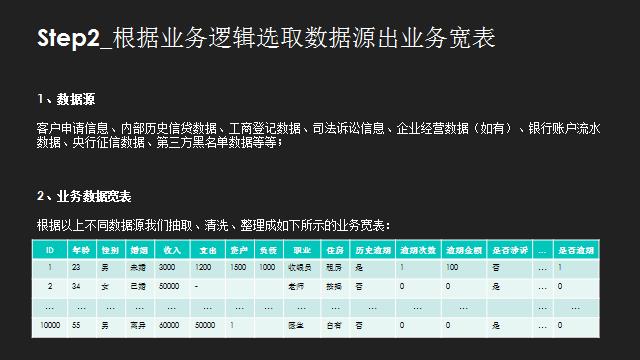 Step2_根据业务逻辑选取数据源出业务宽表
1、数据源
客户申请信息、内部历史信贷数据、工商登记数据、司法诉讼信息、企业经营数据（如有）、银行账户流水
数据、央行征信数据、第三方黑名单数据等等；
2、业务数据宽表
根据以上不同数据源我们抽取、清洗、整理成如下所示的业务宽表：
ID 年龄 性别 婚姻 收入 支出 资产 负债 职业 住房 历史逾期 逾期次数 逾期金额 是否涉诉 … 是否逾期
1 23 男 未婚 3000 1200 1500 1000 收银员 租房 是 1 100 否 … 1
2 34 女 已婚 50000 - 老师 按揭 否 0 0 是 … 0
… … … … … … … … … … … … … … … …
10000 55 男 离异 60000 50000 1 医生 自有 否 0 0 是 … 0